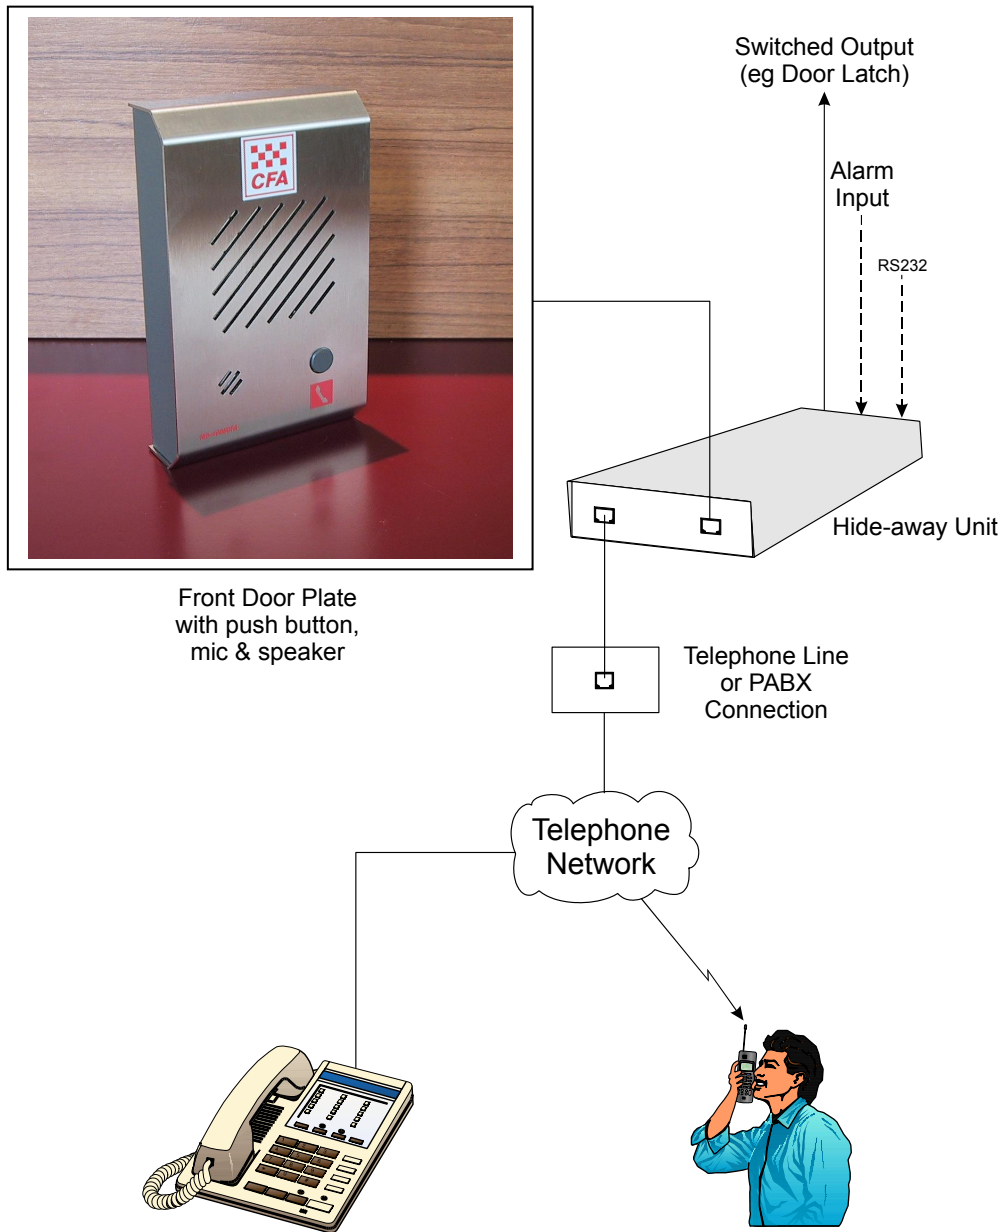 Switched Output
(eg Door Latch)
Alarm
Input
RS232
CFA
Hide-away Unit
Front Door Plate
with push button,
mic & speaker
Telephone Line
or PABX
Connection
Telephone
Network